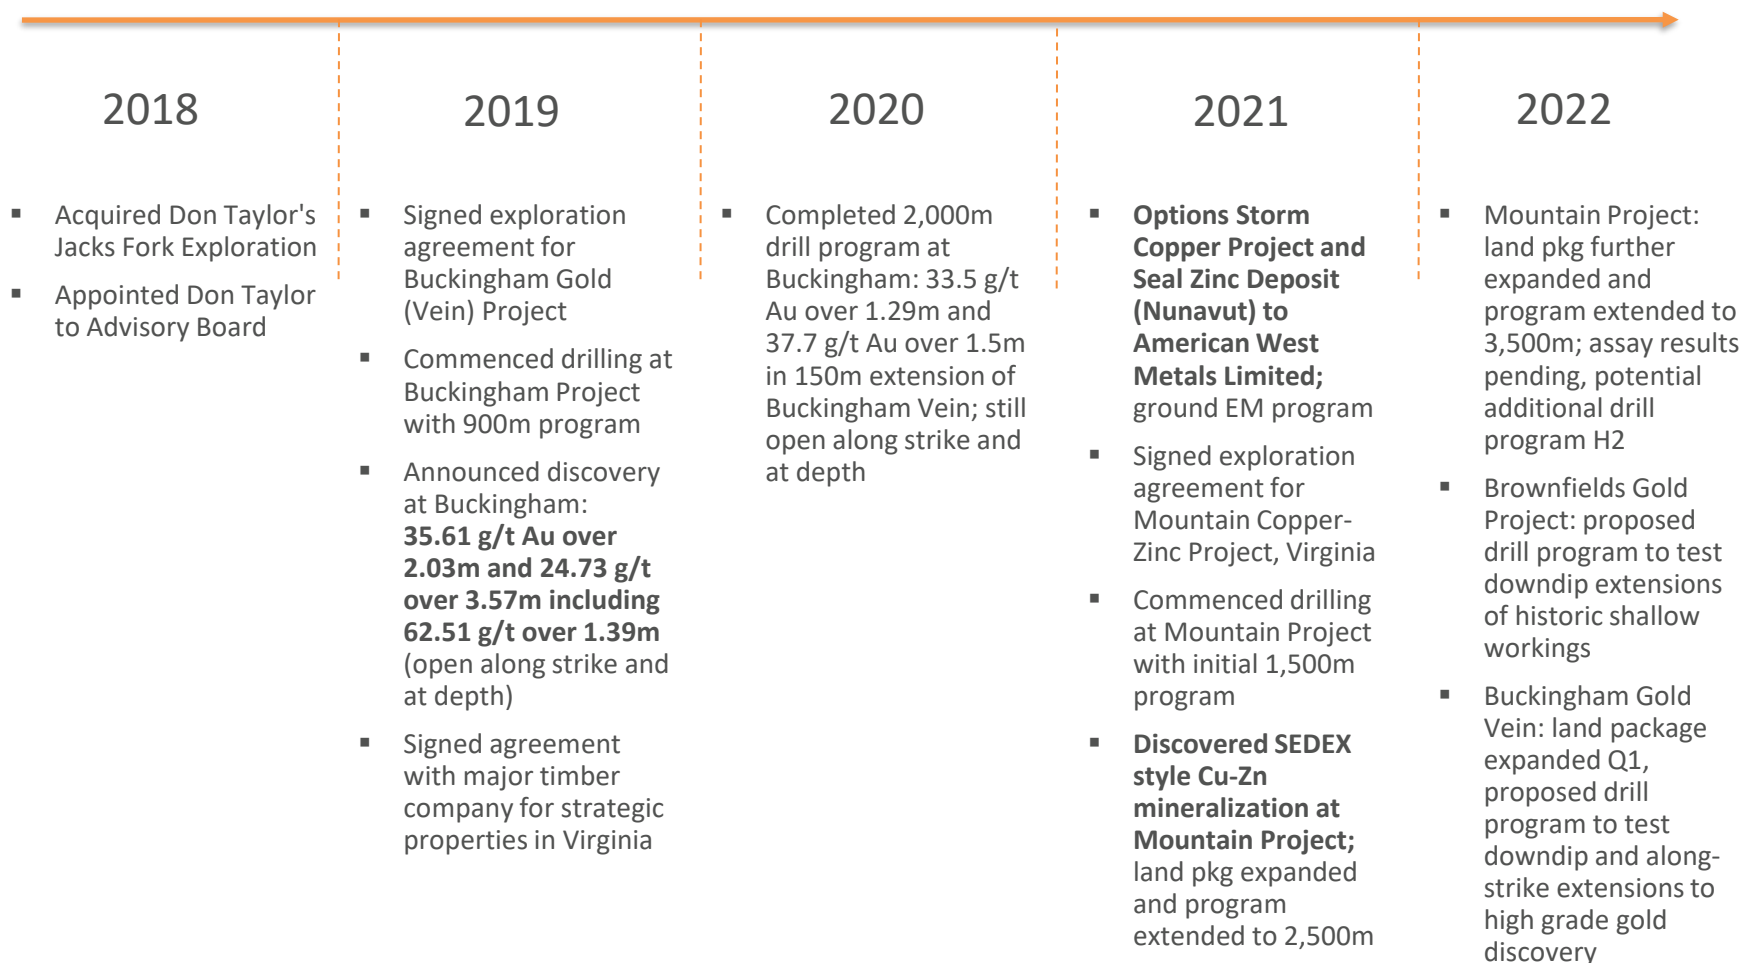 2018
▪ Acquired Don Taylor's
Jacks Fork Exploration
▪ Appointed Don Taylor
to Advisory Board
2019
▪ Signed exploration
agreement for
Buckingham Gold
(Vein) Project
▪ Commenced drilling at
Buckingham Project
with 900m program
▪ Announced discovery
at Buckingham:
35.61 g/t Au over
2.03m and 24.73 g/t
over 3.57m including
62.51 g/t over 1.39m
(open along strike and
at depth)
▪ Signed agreement
with major timber
company for strategic
properties in Virginia
2020
▪ Completed 2,000m
drill program at
Buckingham: 33.5 g/t
Au over 1.29m and
37.7 g/t Au over 1.5m
in 150m extension of
Buckingham Vein; still
open along strike and
at depth
2021
▪ Options Storm
Copper Project and
Seal Zinc Deposit
(Nunavut) to
American West
Metals Limited;
ground EM program
▪ Signed exploration
agreement for
Mountain Copper-
Zinc Project, Virginia
▪ Commenced drilling
at Mountain Project
with initial 1,500m
program
▪ Discovered SEDEX
style Cu-Zn
mineralization at
Mountain Project;
land pkg expanded
and program
extended to 2,500m
2022
▪ Mountain Project:
land pkg further
expanded and
program extended to
3,500m; assay results
pending, potential
additional drill
program H2
▪ Brownfields Gold
Project: proposed
drill program to test
downdip extensions
of historic shallow
workings
▪ Buckingham Gold
Vein: land package
expanded Q1,
proposed drill
program to test
downdip and along-
strike extensions to
high grade gold
discovery